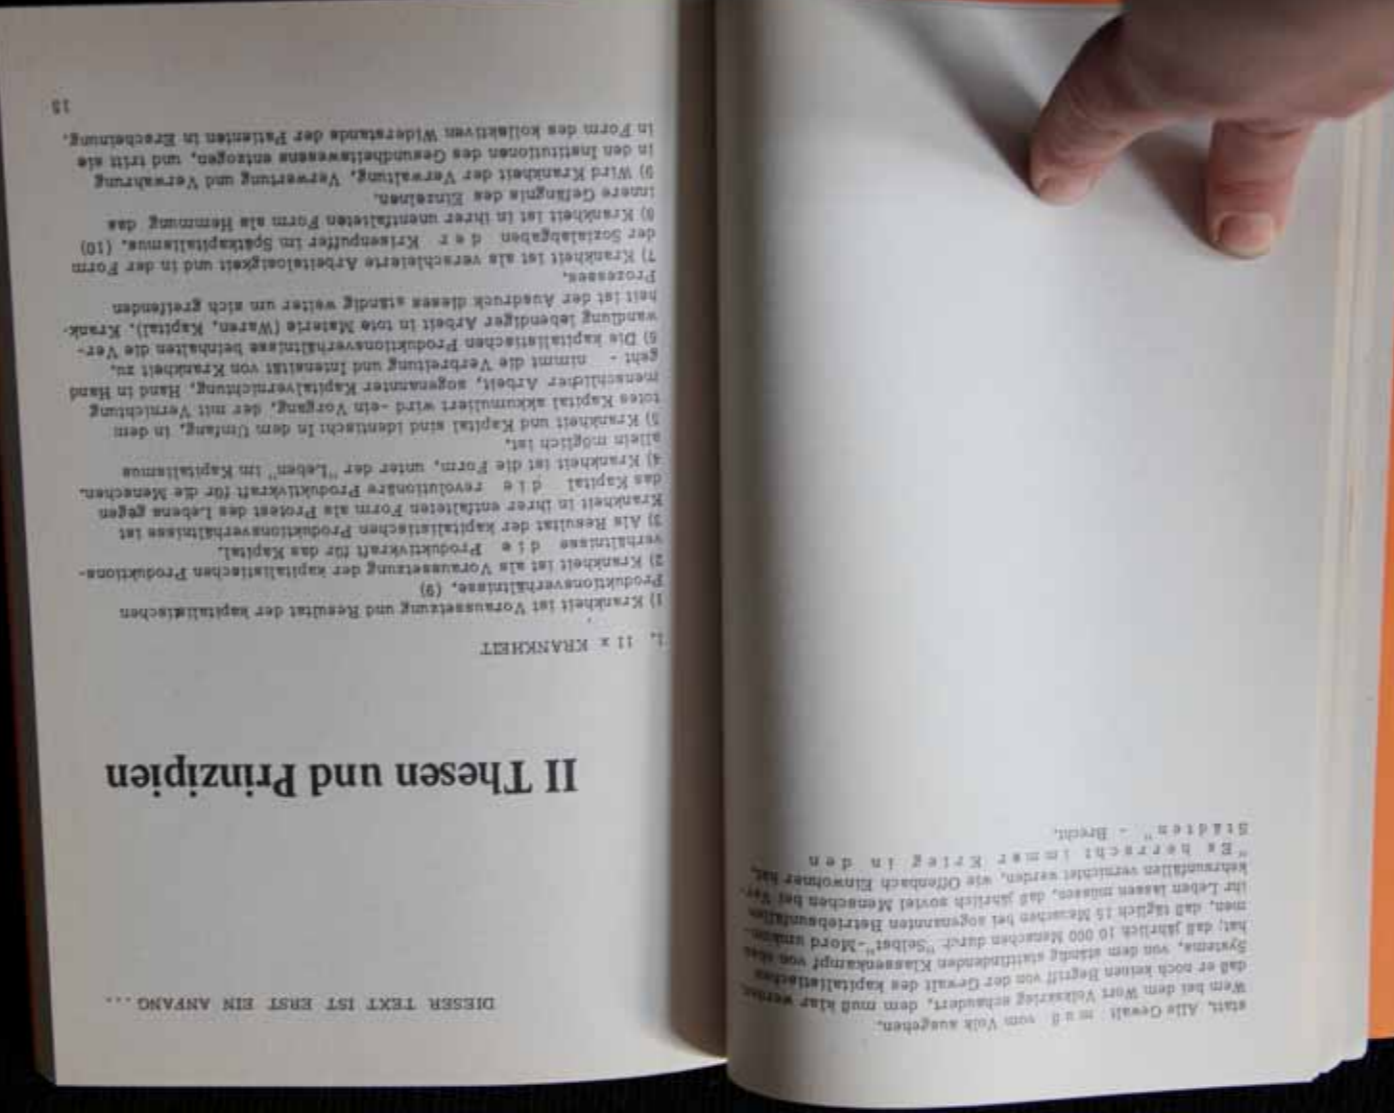 statt. Alle Gewalt m u ß vom Volk ausgehen.
Wem bei dem Wort Volkskrieg schaudert, dem muß klar werden,
daß er noch keinen Begriff von der Gewalt des kapitalistischen
Systems, von dem ständig stattfindenden Klassenkampf von oben
hat; daß jährlich 10 000 Menschen durch "Selbst"-Mord umkom-
men, daß täglich 15 Menschen bei sogenannten Betriebsunfällen
ihr Leben lassen müssen, daß jährlich soviel Menschen bei Ver-
kehrsunfällen vernichtet werden, wie Offenbach Einwohner hat.
"E s h e r r s c h t i m m e r K r i e g i n d e n
S t ä d t e n" - Brecht.
DIESER TEXT IST ERST EIN ANFANG ...
II Thesen und Prinzipien
1. 11 x KRANKHEIT
1) Krankheit ist Voraussetzung und Resultat der kapitalistischen
Produktionsverhältnisse. (9)
2) Krankheit ist als Voraussetzung der kapitalistischen Produktions-
verhältnisse d i e Produktivkraft für das Kapital.
3) Als Resultat der kapitalistischen Produktionsverhältnisse ist
Krankheit in ihrer entfalteten Form als Protest des Lebens gegen
das Kapital d i e revolutionäre Produktivkraft für die Menschen.
4) Krankheit ist die Form, unter der "Leben" im Kapitalismus
allein möglich ist.
5) Krankheit und Kapital sind identisch: In dem Umfang, in dem
totes Kapital akkumuliert wird -ein Vorgang, der mit Vernichtung
menschlicher Arbeit, sogenannter Kapitalvernichtung, Hand in Hand
geht - nimmt die Verbreitung und Intensität von Krankheit zu.
6) Die kapitalistischen Produktionsverhältnisse beinhalten die Ver-
wandlung lebendiger Arbeit in tote Materie (Waren, Kapital). Krank-
heit ist der Ausdruck dieses ständig weiter um sich greifenden
Prozesses.
7) Krankheit ist als verschleierte Arbeitslosigkeit und in der Form
der Sozialabgaben d e r Krisenpuffer im Spätkapitalismus. (10)
8) Krankheit ist in ihrer unentfalteten Form als Hemmung das
innere Gefängnis des Einzelnen.
9) Wird Krankheit der Verwaltung, Verwertung und Verwahrung
in den Institutionen des Gesundheitswesens entzogen, und tritt sie
in Form des kollektiven Widerstands der Patienten in Erscheinung,
15